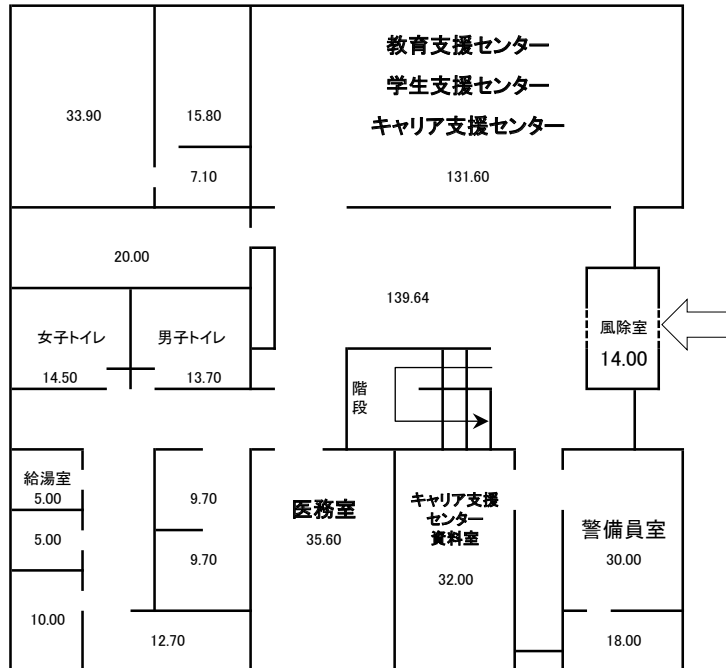 教育支援センター
学生支援センター
キャリア支援センター
33.90
15.80
7.10
131.60
20.00
139.64
女子トイレ
男子トイレ
風除室
14.00
14.50
13.70
階
段
給湯室
5.00
9.70
医務室
35.60
キャリア支援
センター
資料室
32.00
警備員室
30.00
5.00
9.70
10.00
12.70
18.00